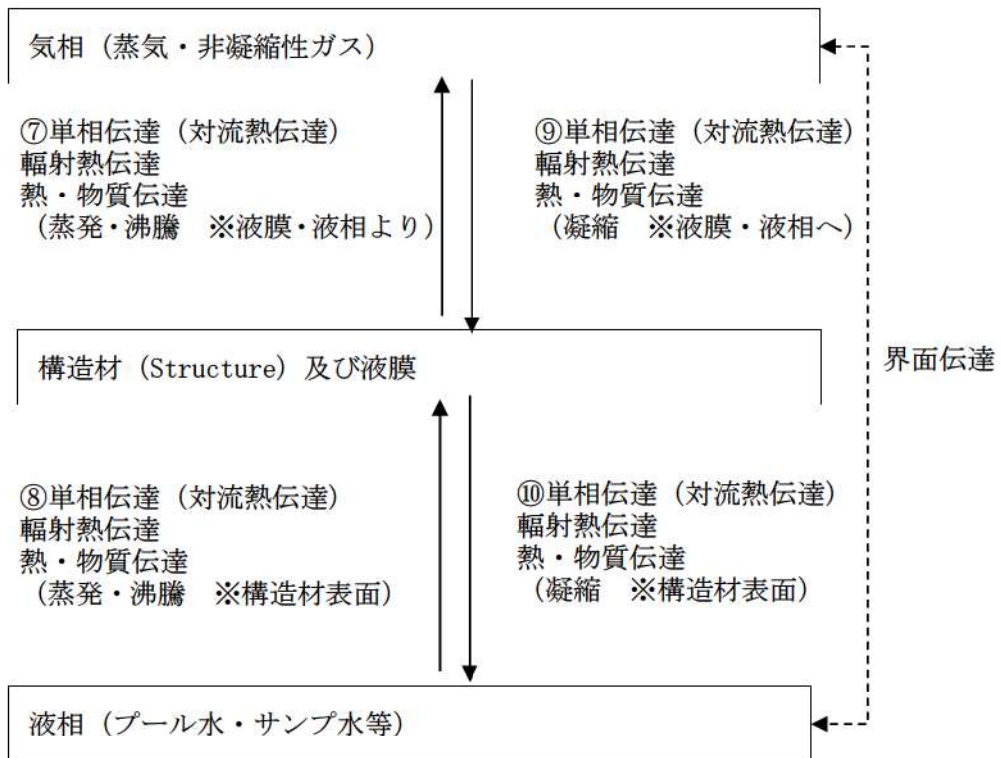 気相（蒸気・非凝縮性ガス）
⑦単相伝達（対流熱伝達）
輻射熱伝達
熱・物質伝達
（蒸発・沸騰　※液膜・液相より）
⑨単相伝達（対流熱伝達）
輻射熱伝達
熱・物質伝達
（凝縮　※液膜・液相へ）
界面伝達
構造材（Structure）及び液膜
⑧単相伝達（対流熱伝達）
輻射熱伝達
熱・物質伝達
（蒸発・沸騰　※構造材表面）
⑩単相伝達（対流熱伝達）
輻射熱伝達
熱・物質伝達
（凝縮　※構造材表面）
液相（プール水・サンプ水等）